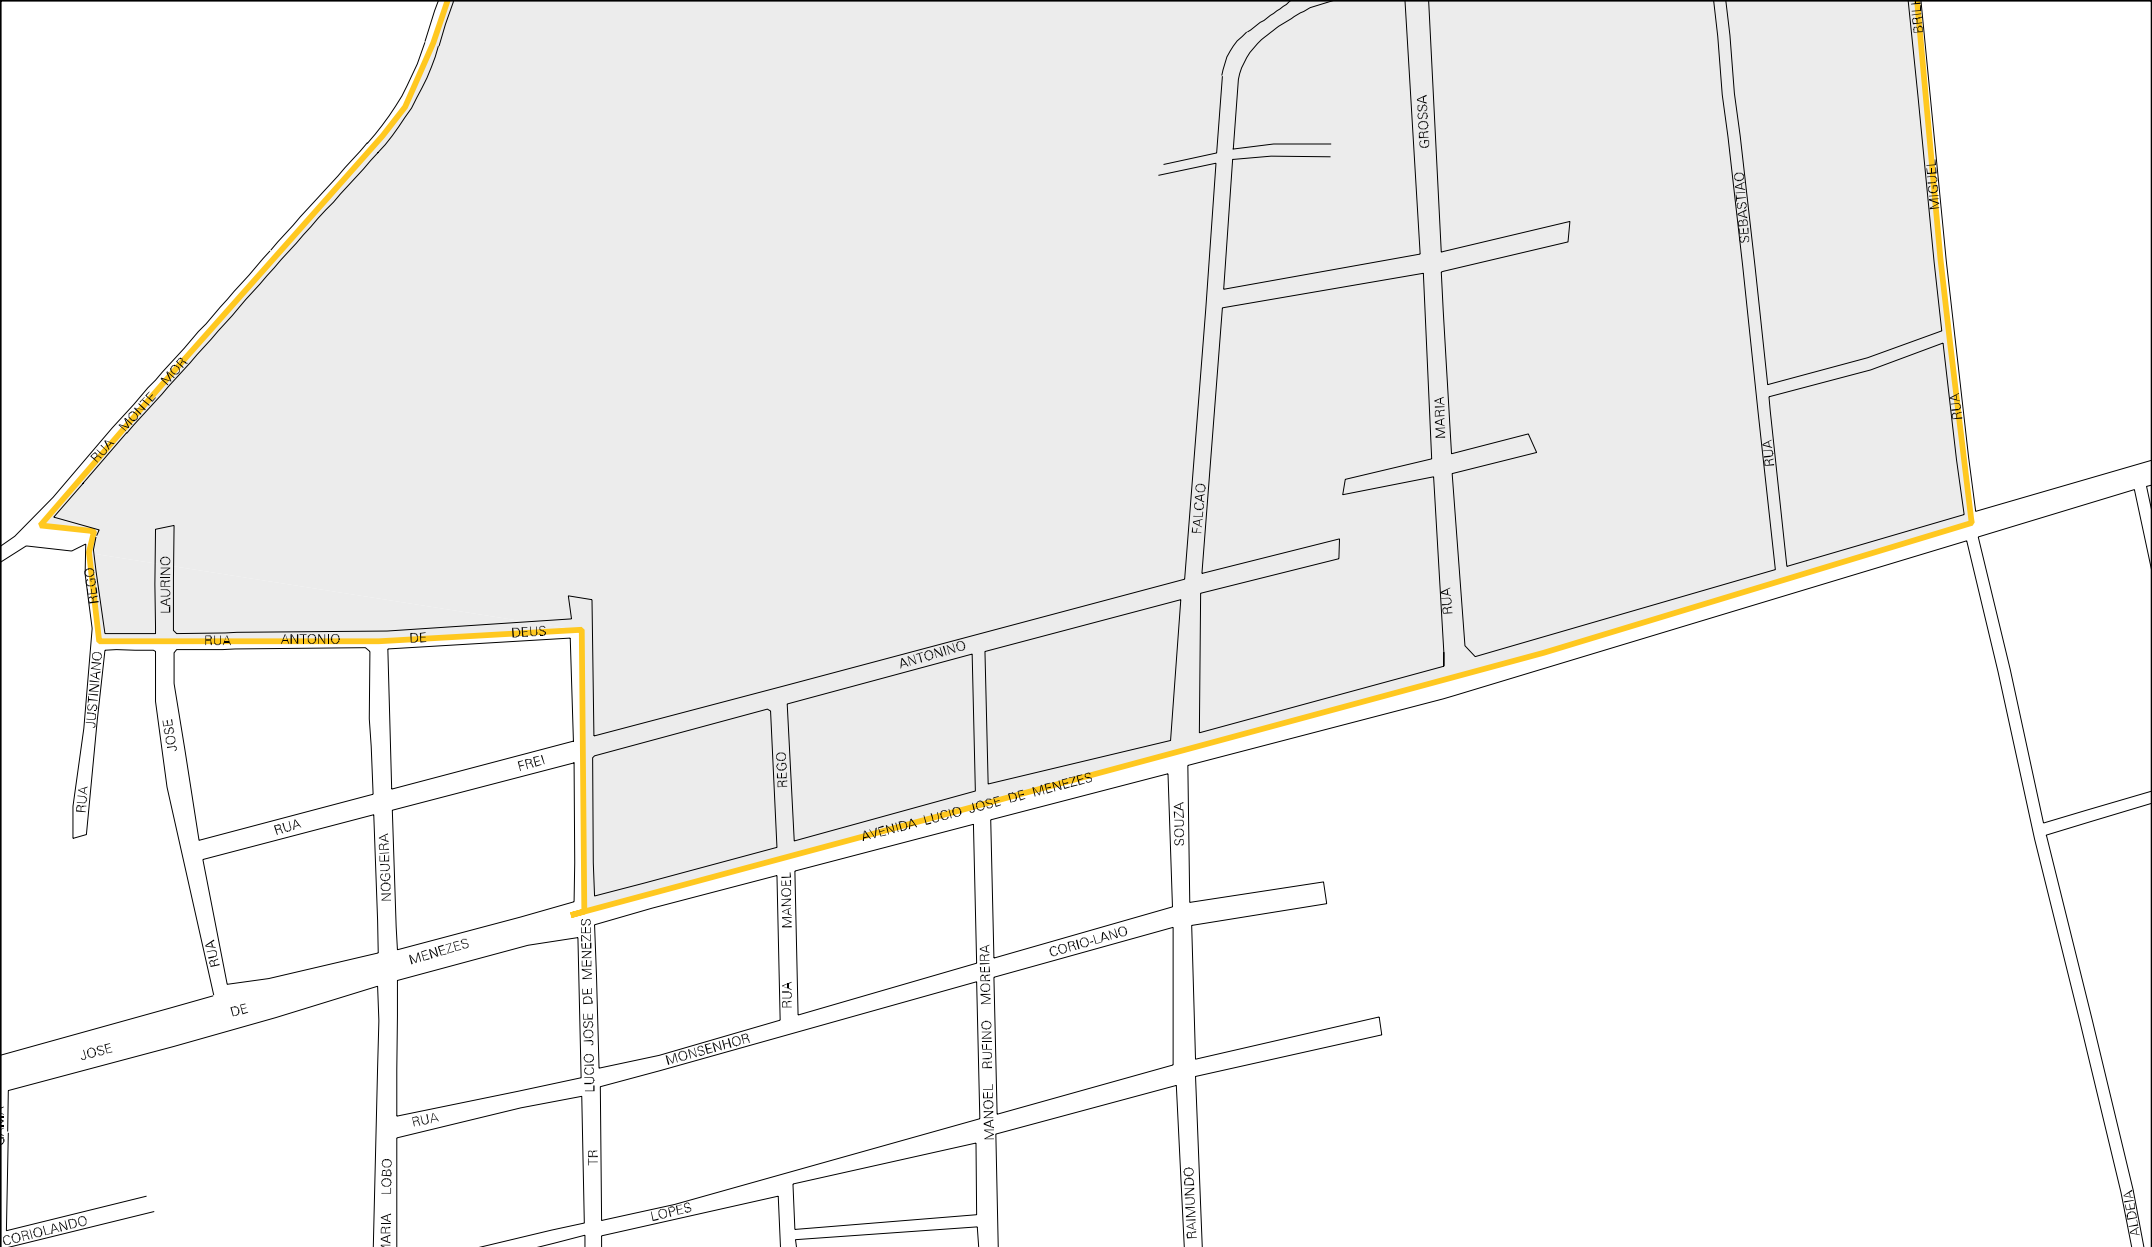 BRIL
GROSSA
MIGUEL
SEBASTIAO
RUA MONTE MOR
MARIA
RUA
RUA
FALCAO
LAURINO
REGO
RUA
RUA ANTONIO DE DEUS
ANTONINO
JUSTINIANO
JOSE
FREI
REGO
AVENIDA LUCIO JOSE DE MENEZES
RUA
RUA
SOUZA
NOGUEIRA
MANOEL
MENEZES
RUA
CORIO-LANO
LUCIO JOSE DE MENEZES
MANOEL RUFINO MOREIRA
RUA
DE
JOSE
MONSENHOR
RUA
TR
LOBO
RAIMUNDO
LOPES
ALDEIA
CORIOLANDO
MARIA